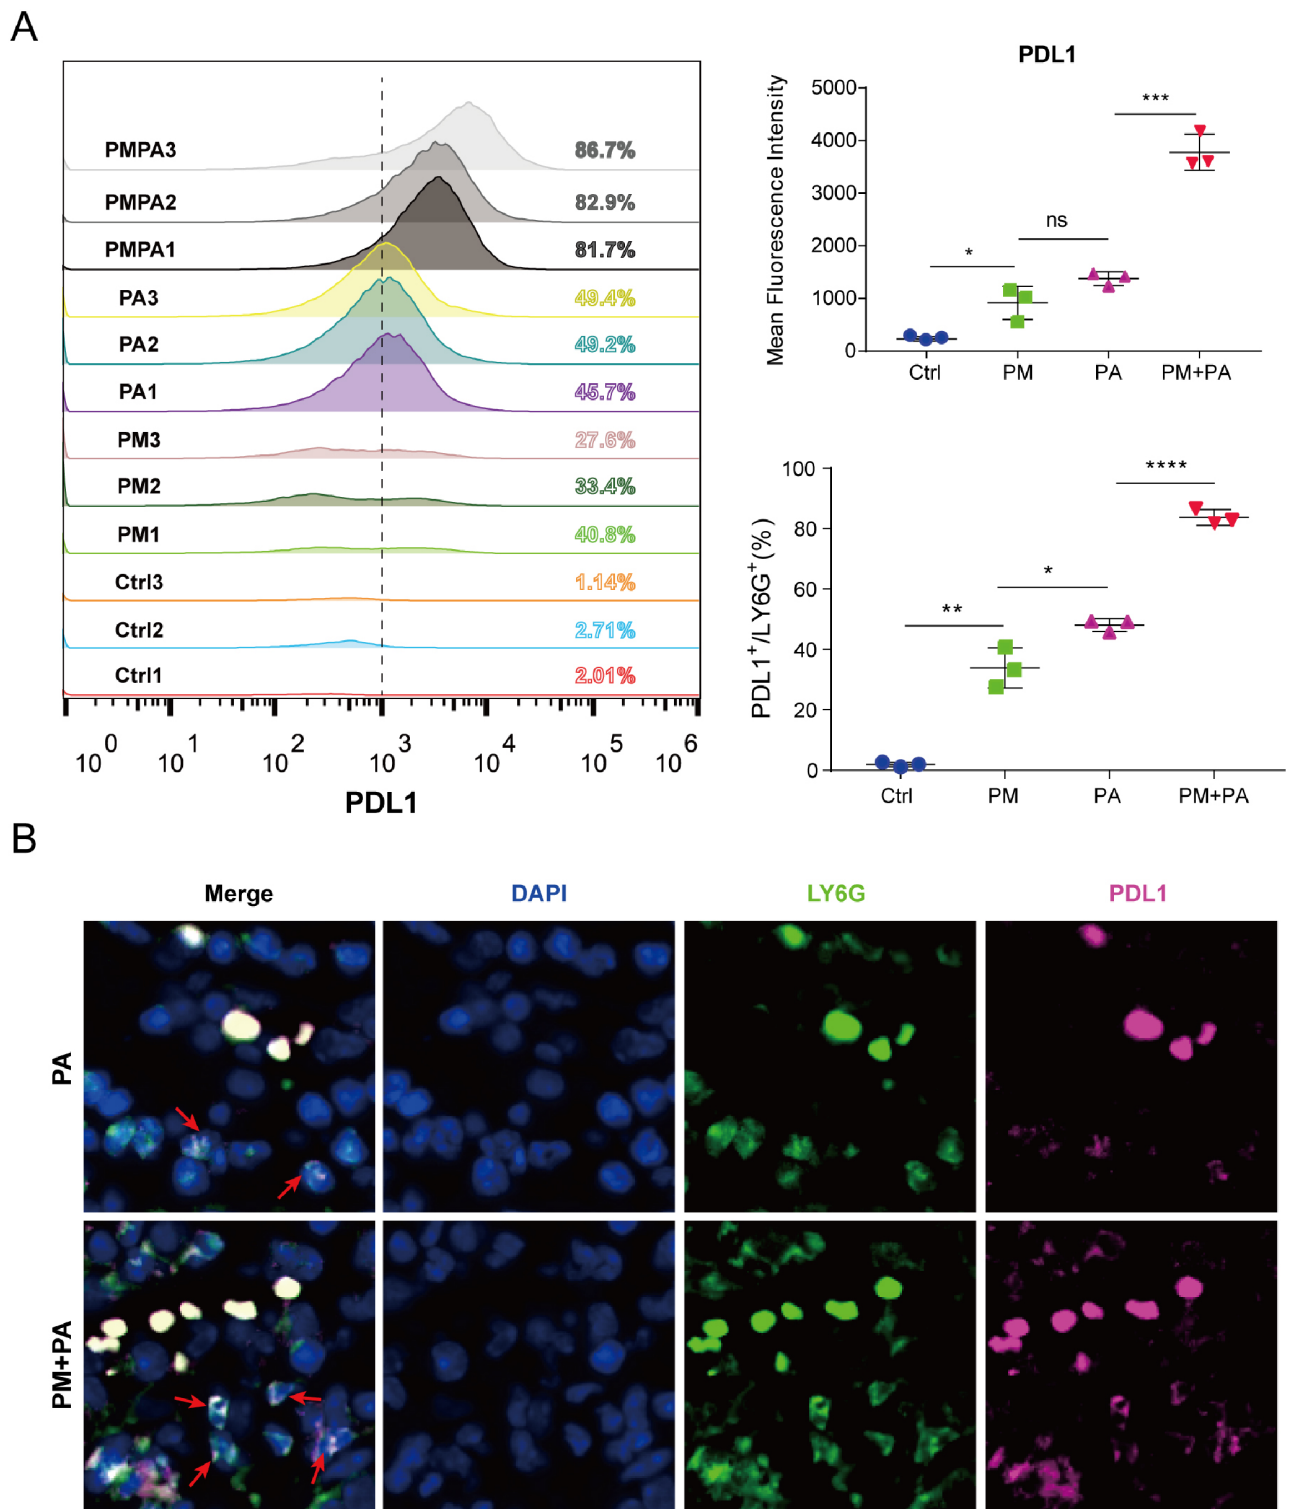 A
PMPA3 86.7%
PMPA2 82.9%
PMPA1 81.7%
PA3 49.4%
PA2 49.2%
PA1 45.7%
PM3 27.6%
PM2 33.4%
PM1 40.8%
Ctrl3 1.14%
Ctrl2 2.71%
Ctrl1 2.01%
10^0 10^1 10^2 10^3 10^4 10^5 10^6
PDL1
PDL1
Mean Fluorescence Intensity
5000
4000
3000
2000
1000
0
* ns ***
Ctrl PM PA PM+PA
PDL1+/LY6G+(%)
100
80
60
40
20
0
** * ****
Ctrl PM PA PM+PA
B
Merge DAPI LY6G PDL1
PA
PM+PA